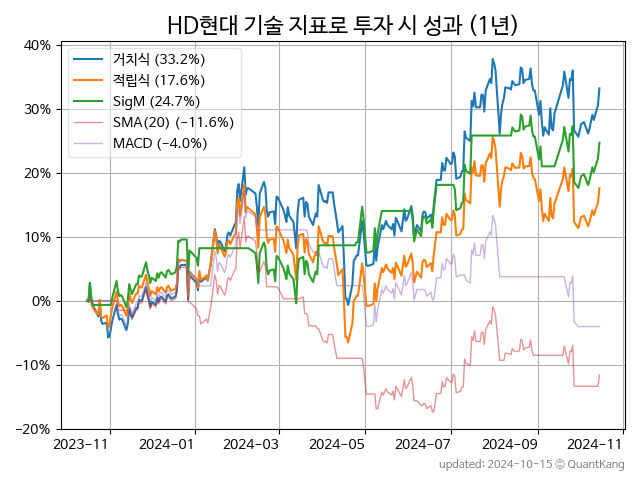 HD현대 기술 지표로 투자 시 성과 (1년)
40%
30%
20%
10%
0%
−10%
−20%
거치식 (33.2%)
적립식 (17.6%)
SigM (24.7%)
SMA(20) (−11.6%)
MACD (−4.0%)
2023-11
2024-01
2024-03
2024-05
2024-07
2024-09
2024-11
updated: 2024-10-15 © QuantKang